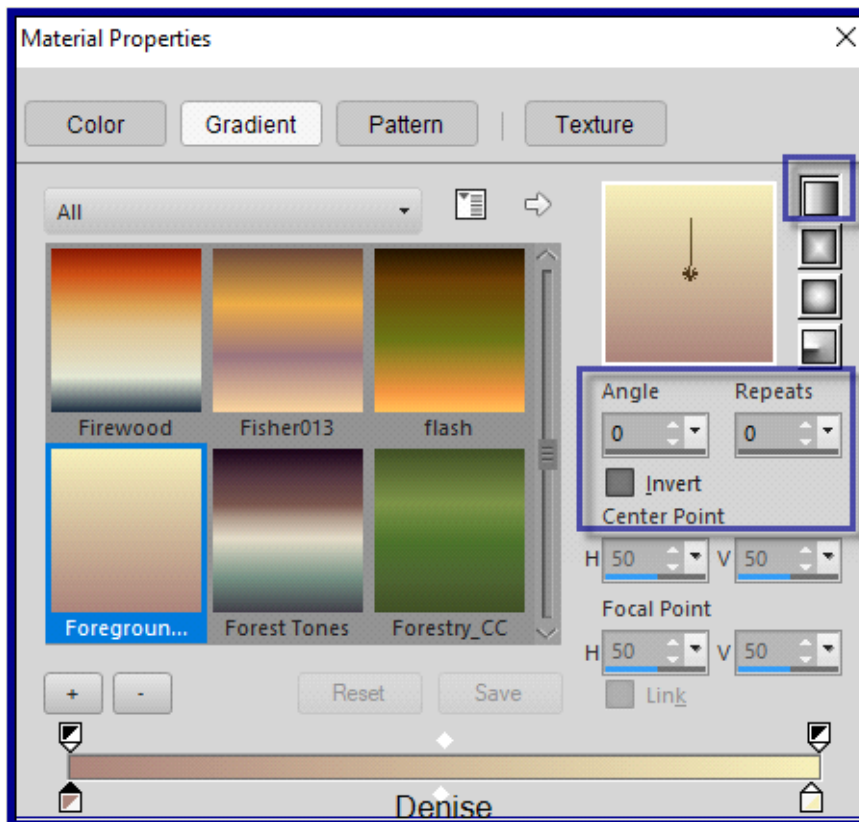 Material Properties
Color Gradient Pattern Texture
All
Firewood Fisher013 flash
Foregroun... Forest Tones Forestry_CC
Angle Repeats
0 0
Invert
Center Point
H 50 V 50
Focal Point
H 50 V 50
Link
+ - Reset Save
Denise